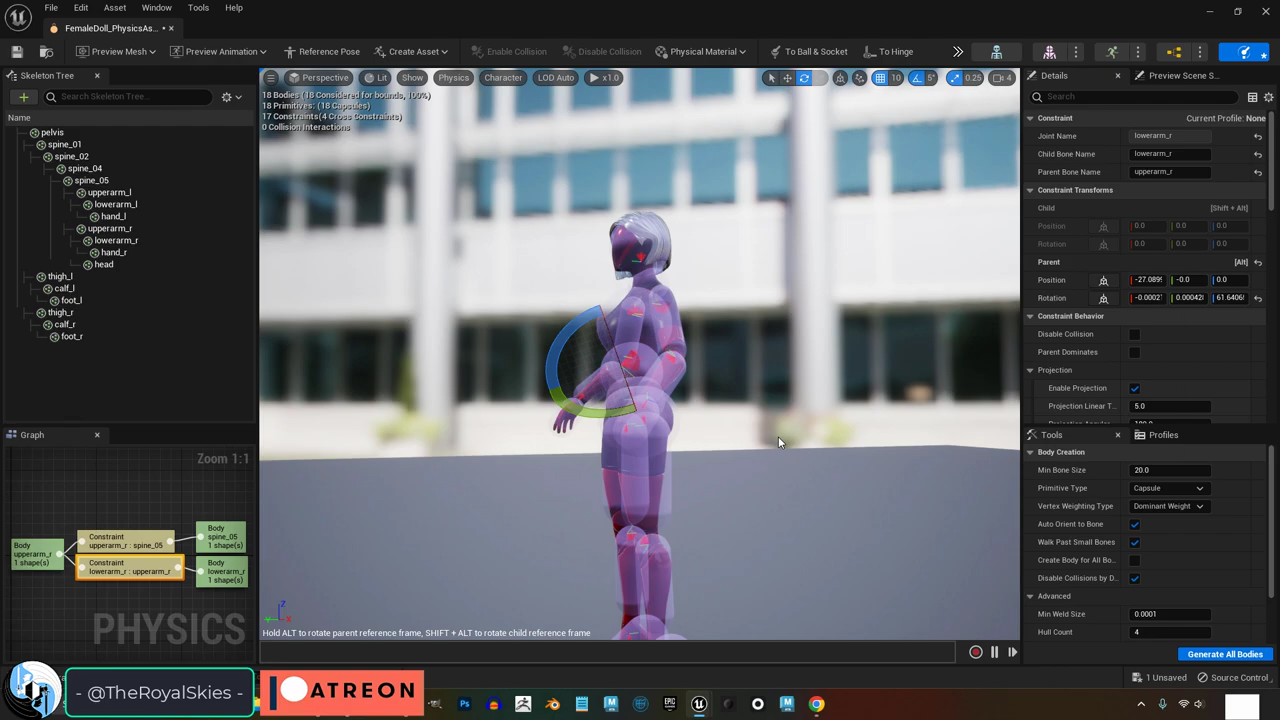 File Edit Asset Window Tools Help
FemaleDoll_PhysicsAs...
Preview Mesh Preview Animation Reference Pose Create Asset Enable Collision Disable Collision Physical Material To Ball & Socket To Hinge
Skeleton Tree
Search Skeleton Tree...
Name
pelvis
spine_01
spine_02
spine_04
spine_05
upperarm_l
lowerarm_l
hand_l
upperarm_r
lowerarm_r
hand_r
head
thigh_l
calf_l
foot_l
thigh_r
calf_r
foot_r
Graph
Zoom 1:1
Body
upperarm_r
1 shape(s)
Constraint
upperarm_r : spine_05
Constraint
lowerarm_r : upperarm_r
Body
spine_05
1 shape(s)
Body
lowerarm_r
1 shape(s)
PHYSICS
Perspective Lit Show Physics Character LOD Auto x1.0 10 5° 0.25 4
18 Bodies (18 Considered for bounds, 100%)
18 Primitives: (18 Capsules)
17 Constraints(4 Cross Constraints)
0 Collision Interactions
Z
X
Hold ALT to rotate parent reference frame, SHIFT + ALT to rotate child reference frame
Details Preview Scene S...
Search
Constraint Current Profile: None
Joint Name lowerarm_r
Child Bone Name lowerarm_r
Parent Bone Name upperarm_r
Constraint Transforms
Child [Shift + Alt]
Position 0.0 0.0 0.0
Rotation 0.0 0.0 0.0
Parent [Alt]
Position -27.089 -0.0 0.0
Rotation -0.0002 0.00042 61.6406
Constraint Behavior
Disable Collision
Parent Dominates
Projection
Enable Projection
Projection Linear T... 5.0
Tools Profiles
Body Creation
Min Bone Size 20.0
Primitive Type Capsule
Vertex Weighting Type Dominant Weight
Auto Orient to Bone
Walk Past Small Bones
Create Body for All Bo...
Disable Collisions by D...
Advanced
Min Weld Size 0.0001
Hull Count 4
Generate All Bodies
1 Unsaved Source Control
- @TheRoyalSkies -
ATREON